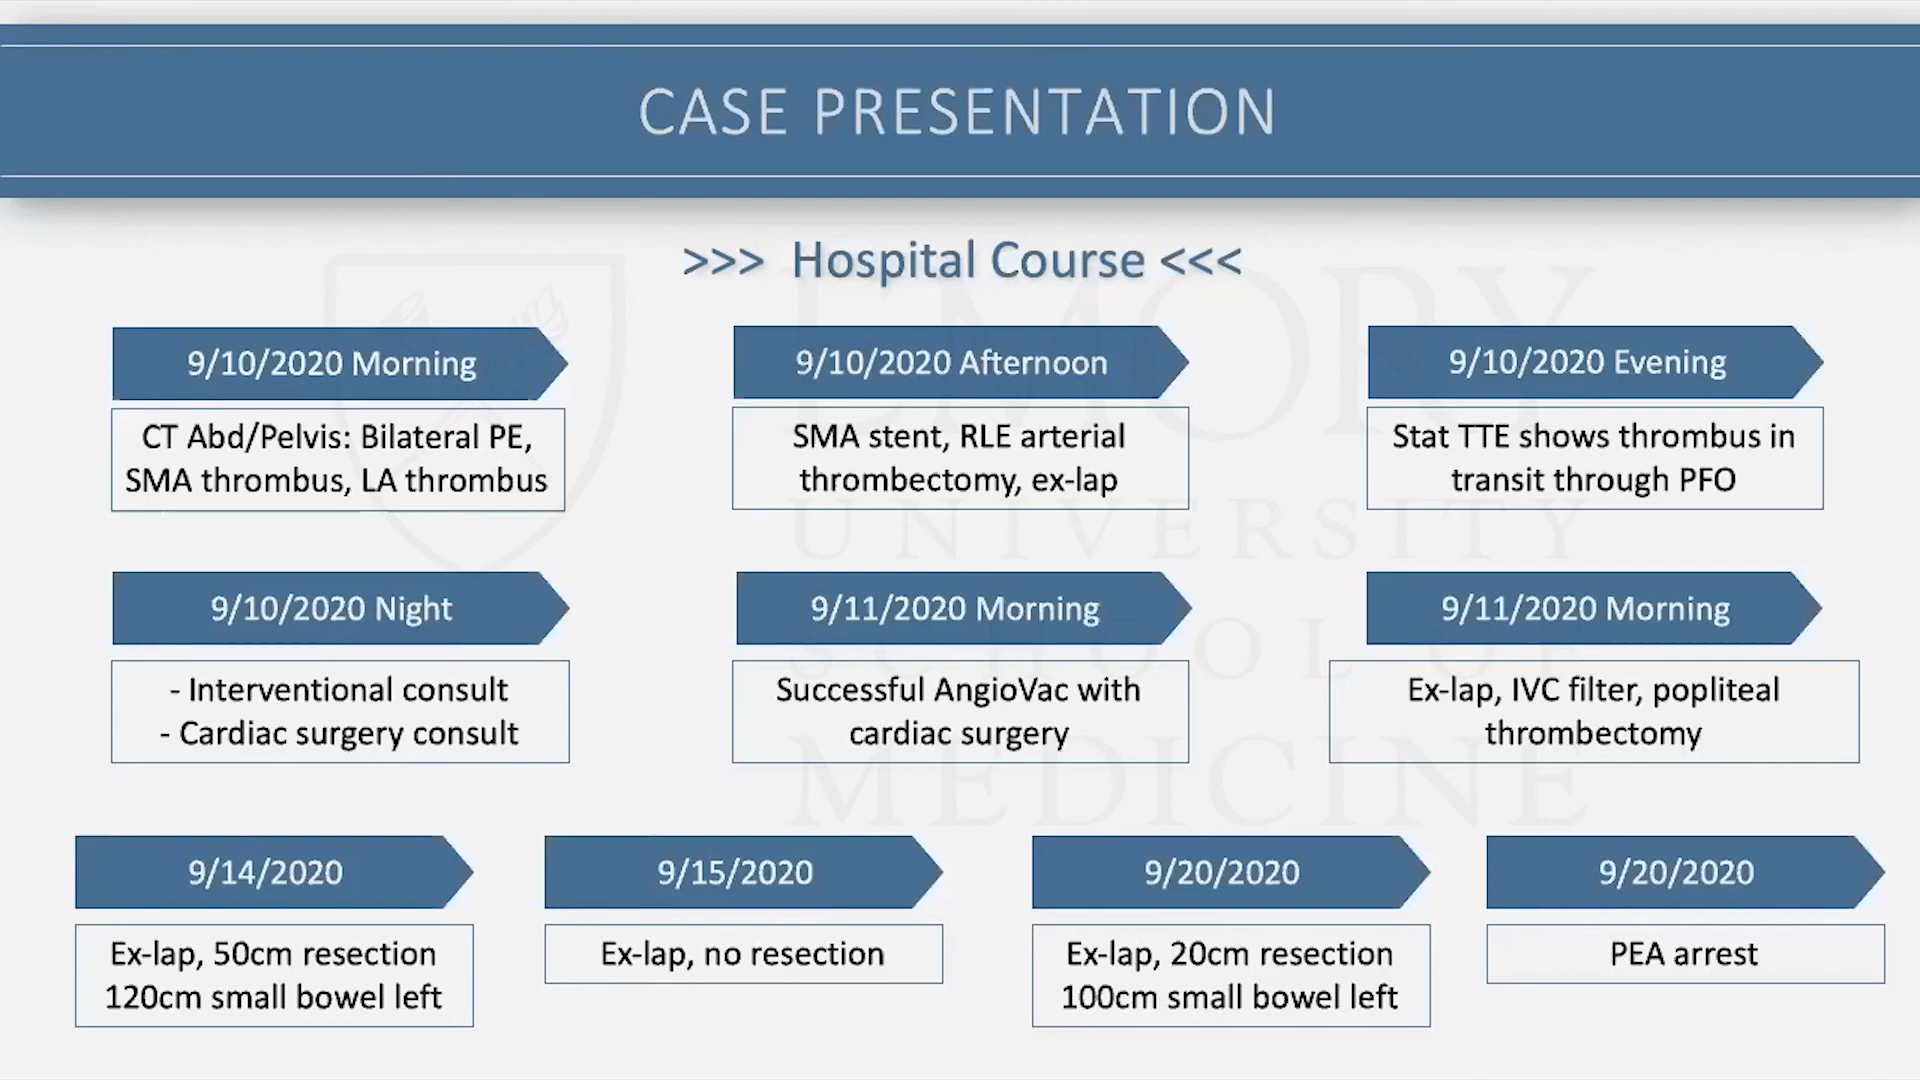 CASE PRESENTATION
>>> Hospital Course <<<
9/10/2020 Morning
CT Abd/Pelvis: Bilateral PE,
SMA thrombus, LA thrombus
9/10/2020 Afternoon
SMA stent, RLE arterial
thrombectomy, ex-lap
9/10/2020 Evening
Stat TTE shows thrombus in
transit through PFO
9/10/2020 Night
- Interventional consult
- Cardiac surgery consult
9/11/2020 Morning
Successful AngioVac with
cardiac surgery
9/11/2020 Morning
Ex-lap, IVC filter, popliteal
thrombectomy
9/14/2020
Ex-lap, 50cm resection
120cm small bowel left
9/15/2020
Ex-lap, no resection
9/20/2020
Ex-lap, 20cm resection
100cm small bowel left
9/20/2020
PEA arrest
EMORY
UNIVERSITY
SCHOOL OF
MEDICINE